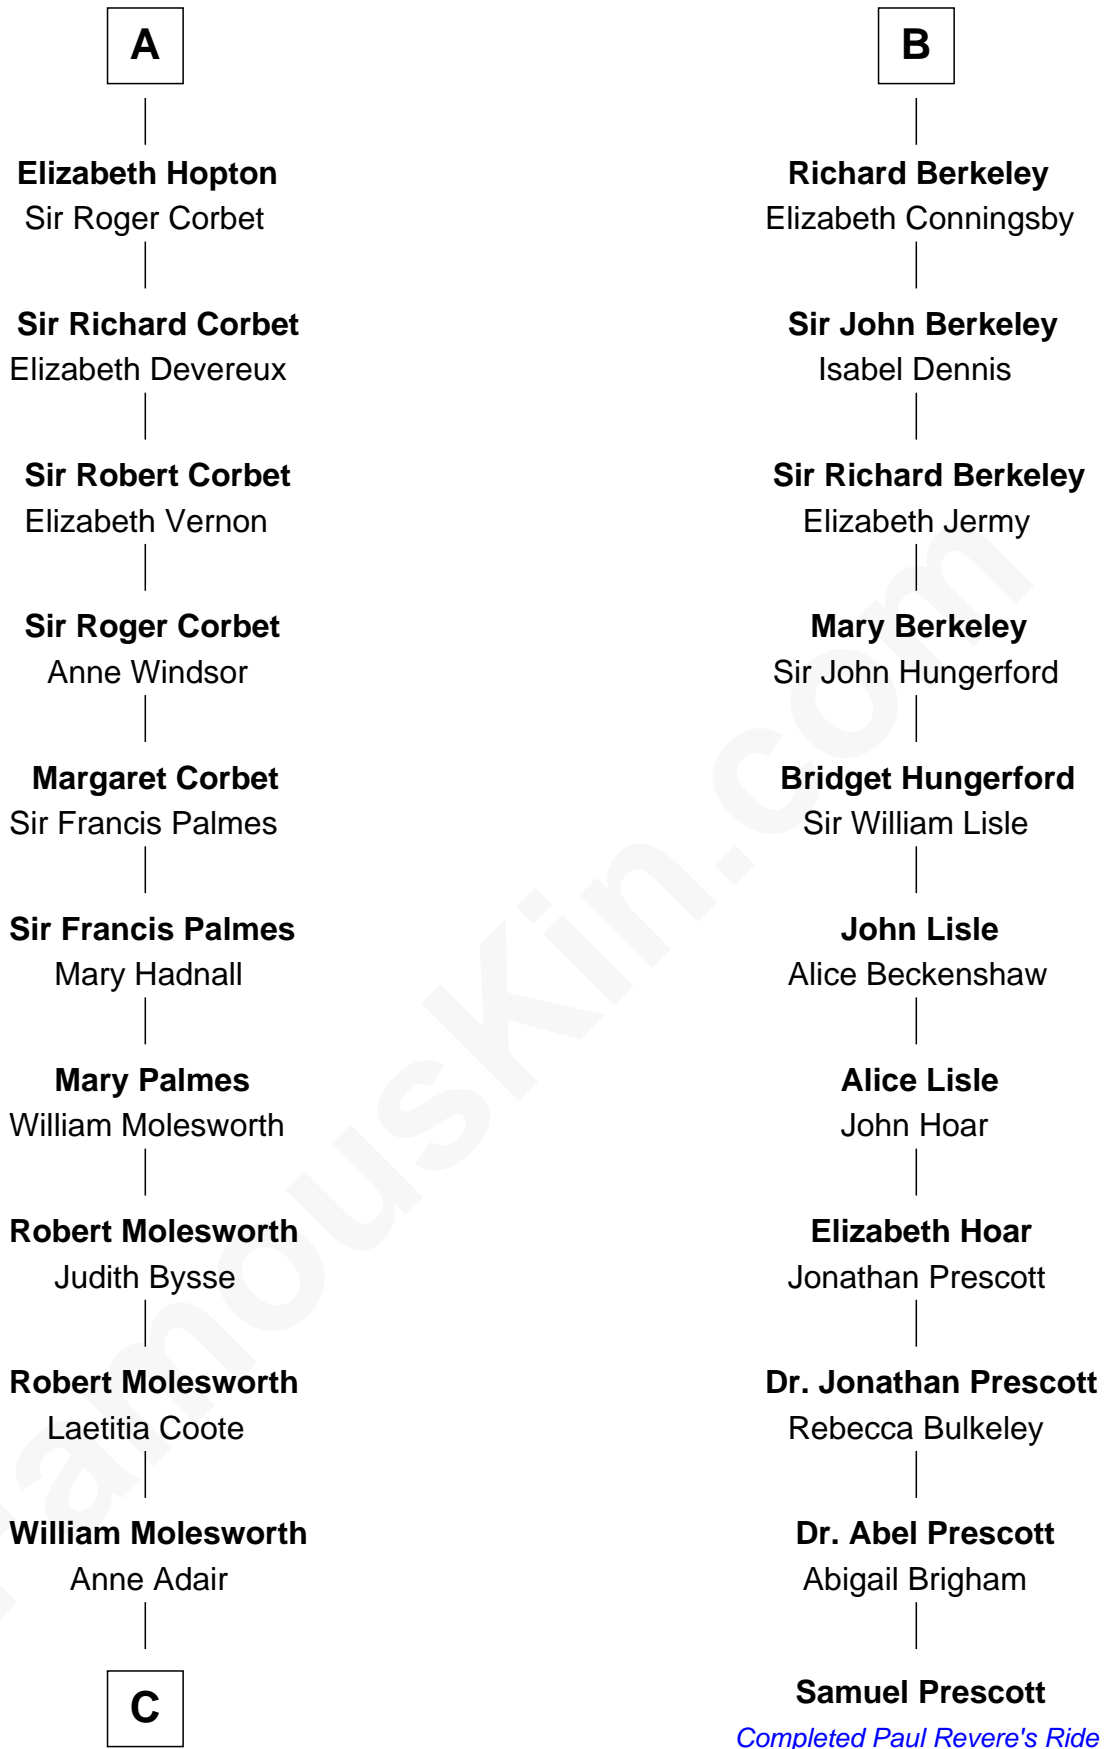 A
Elizabeth Hopton
Sir Roger Corbet
Sir Richard Corbet
Elizabeth Devereux
Sir Robert Corbet
Elizabeth Vernon
Sir Roger Corbet
Anne Windsor
Margaret Corbet
Sir Francis Palmes
Sir Francis Palmes
Mary Hadnall
Mary Palmes
William Molesworth
Robert Molesworth
Judith Bysse
Robert Molesworth
Laetitia Coote
William Molesworth
Anne Adair
C
B
Richard Berkeley
Elizabeth Conningsby
Sir John Berkeley
Isabel Dennis
Sir Richard Berkeley
Elizabeth Jermy
Mary Berkeley
Sir John Hungerford
Bridget Hungerford
Sir William Lisle
John Lisle
Alice Beckenshaw
Alice Lisle
John Hoar
Elizabeth Hoar
Jonathan Prescott
Dr. Jonathan Prescott
Rebecca Bulkeley
Dr. Abel Prescott
Abigail Brigham
Samuel Prescott
Completed Paul Revere's Ride
FamousKin.com